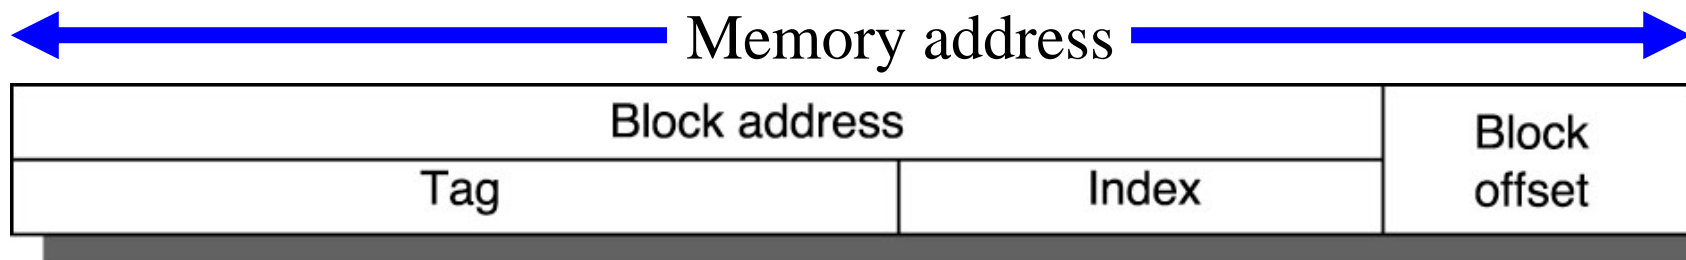 Memory address
Block address
Block
offset
Tag
Index